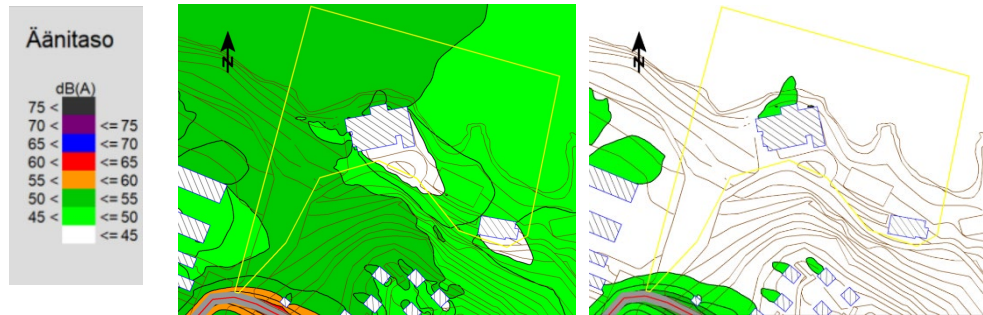 Äänitaso
dB(A)
75 <
70 < <= 75
65 < <= 70
60 < <= 65
55 < <= 60
50 < <= 55
45 < <= 50
<= 45
N
N